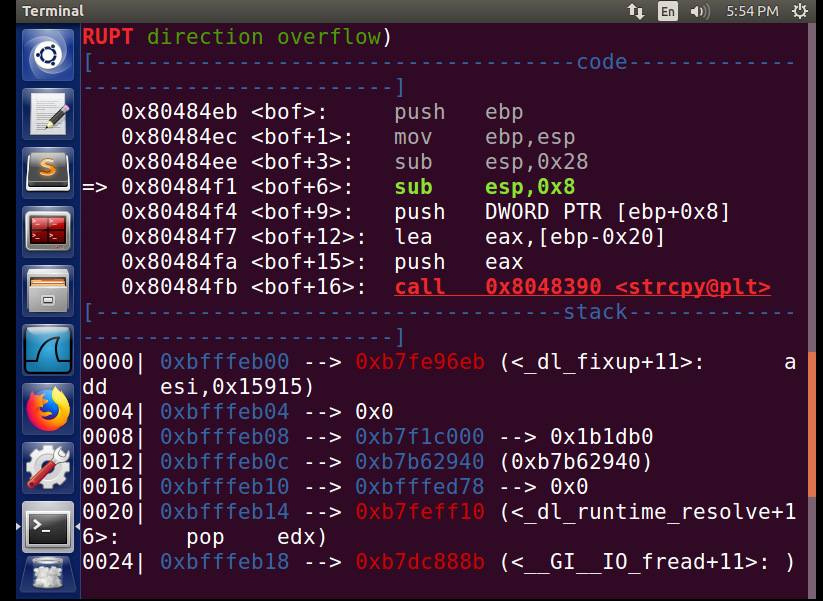 Terminal
En
5:54 PM
RUPT direction overflow)
[-------------------------------------code-------------
------------------------]
0x80484eb <bof>: push ebp
0x80484ec <bof+1>: mov ebp,esp
0x80484ee <bof+3>: sub esp,0x28
=> 0x80484f1 <bof+6>: sub esp,0x8
0x80484f4 <bof+9>: push DWORD PTR [ebp+0x8]
0x80484f7 <bof+12>: lea eax,[ebp-0x20]
0x80484fa <bof+15>: push eax
0x80484fb <bof+16>: call 0x8048390 <strcpy@plt>
[------------------------------------stack-------------
------------------------]
0000| 0xbfffeb00 --> 0xb7fe96eb (<_dl_fixup+11>: a
dd esi,0x15915)
0004| 0xbfffeb04 --> 0x0
0008| 0xbfffeb08 --> 0xb7f1c000 --> 0x1b1db0
0012| 0xbfffeb0c --> 0xb7b62940 (0xb7b62940)
0016| 0xbfffeb10 --> 0xbfffed78 --> 0x0
0020| 0xbfffeb14 --> 0xb7feff10 (<_dl_runtime_resolve+1
6>: pop edx)
0024| 0xbfffeb18 --> 0xb7dc888b (<__GI__IO_fread+11>: )